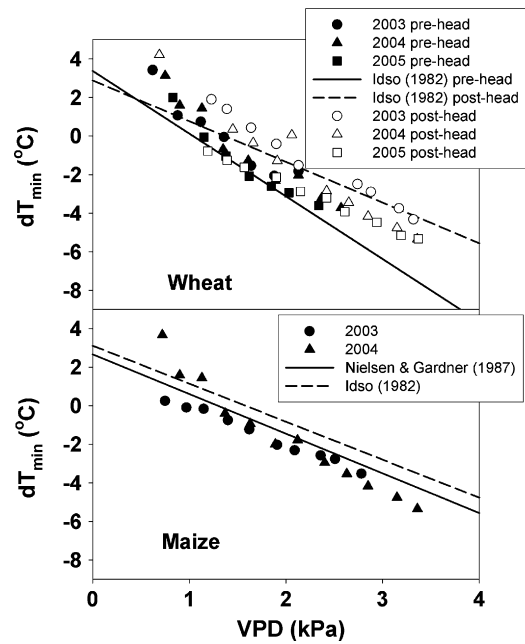 2003 pre-head
2004 pre-head
2005 pre-head
Idso (1982) pre-head
Idso (1982) post-head
2003 post-head
2004 post-head
2005 post-head
4
2
0
-2
-4
-6
-8
dTmin (oC)
Wheat
2003
2004
Nielsen & Gardner (1987)
Idso (1982)
4
2
0
-2
-4
-6
-8
dTmin (oC)
Maize
0
1
2
3
4
VPD (kPa)